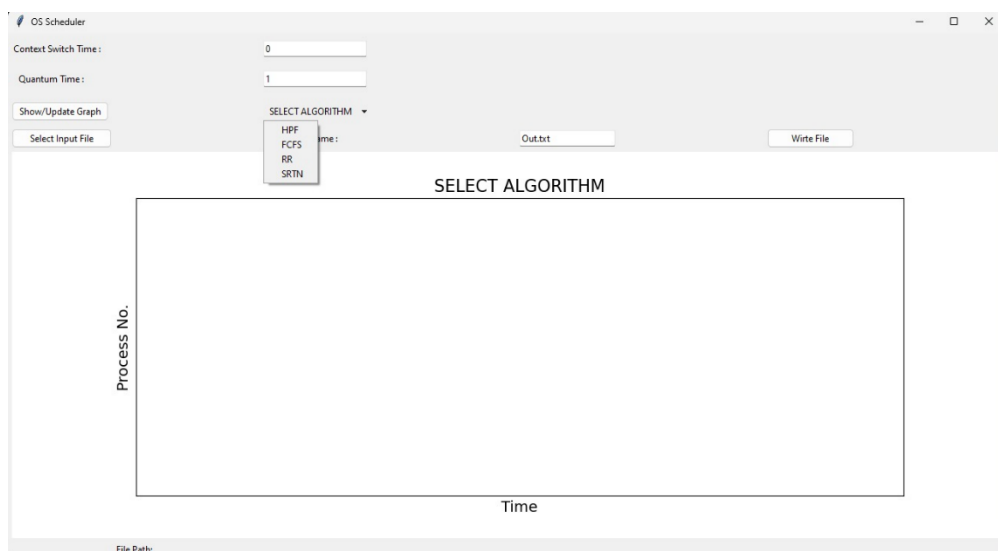 OS Scheduler
Context Switch Time :
0
Quantum Time :
1
Show/Update Graph
SELECT ALGORITHM
HPF
FCFS
RR
SRTN
Select Input File
ame :
Out.txt
Wirte File
SELECT ALGORITHM
Process No.
Time
File Path: